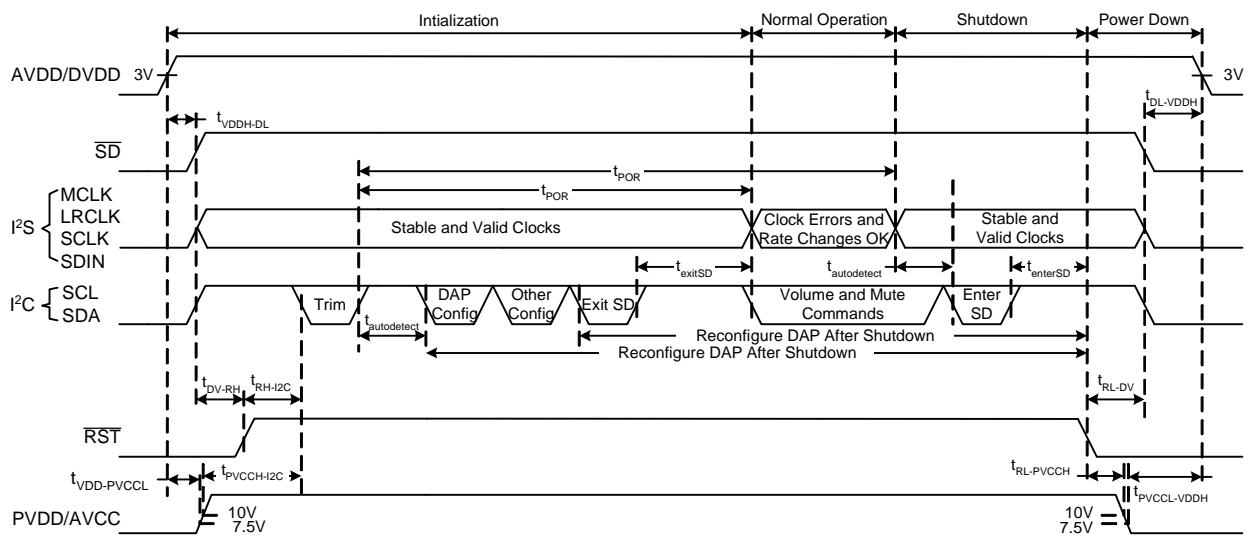 Intialization
Normal Operation
Shutdown
Power Down
AVDD/DVDD
3V
3V
tVDDH-DL
tDL-VDDH
SD
tPOR
tPOR
I2S
MCLK
LRCLK
SCLK
SDIN
Stable and Valid Clocks
Clock Errors and
Rate Changes OK
Stable and
Valid Clocks
texitSD
tautodetect
tenterSD
I2C
SCL
SDA
Trim
tautodetect
DAP
Config
Other
Config
Exit SD
Volume and Mute
Commands
Enter
SD
Reconfigure DAP After Shutdown
Reconfigure DAP After Shutdown
tDV-RH
tRH-I2C
tRL-DV
RST
tVDD-PVCCL
tPVCCH-I2C
tRL-PVCCH
tPVCCL-VDDH
PVDD/AVCC
10V
7.5V
10V
7.5V